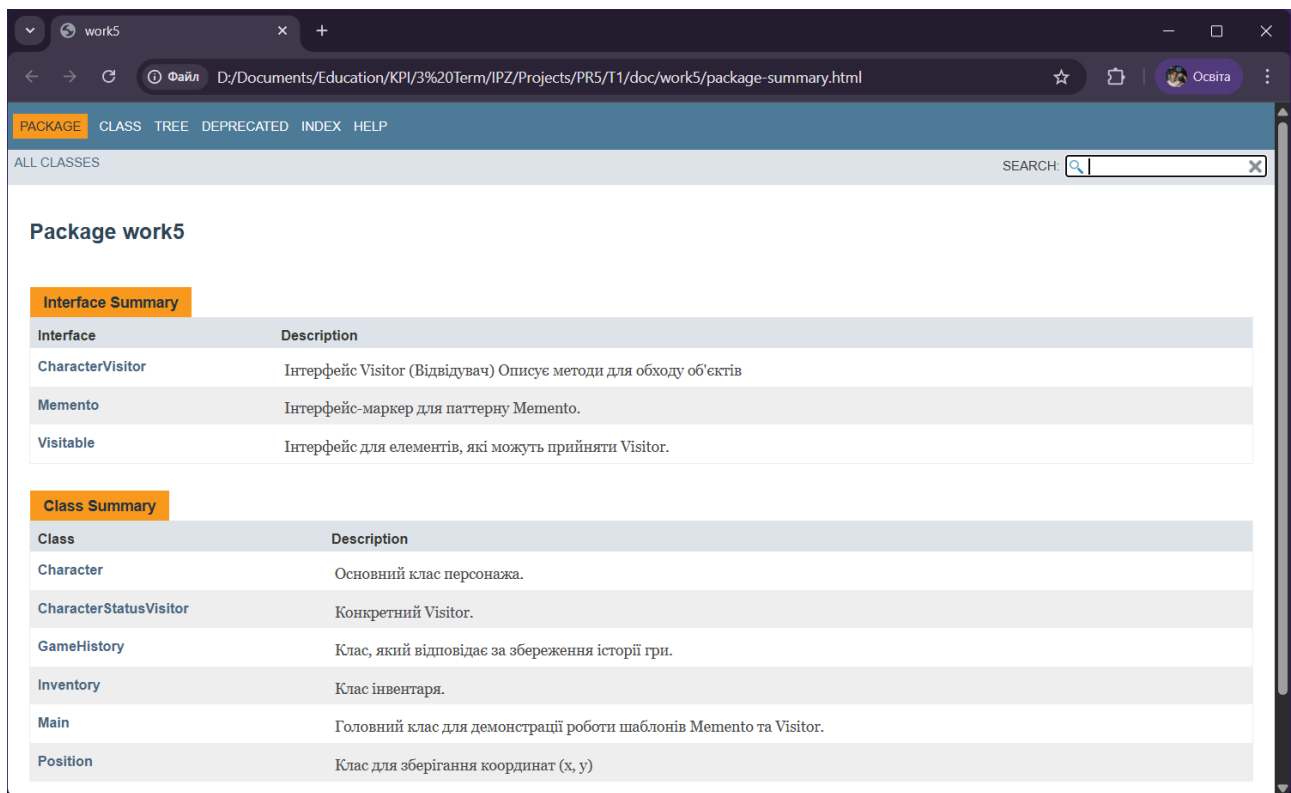 work5
Файл D:/Documents/Education/KPI/3%20Term/IPZ/Projects/PR5/T1/doc/work5/package-summary.html Освіта
PACKAGE CLASS TREE DEPRECATED INDEX HELP
ALL CLASSES SEARCH:
Package work5
Interface Summary
Interface Description
CharacterVisitor Інтерфейс Visitor (Відвідувач) Описує методи для обходу об'єктів
Memento Інтерфейс-маркер для паттерну Memento.
Visitable Інтерфейс для елементів, які можуть прийняти Visitor.
Class Summary
Class Description
Character Основний клас персонажа.
CharacterStatusVisitor Конкретний Visitor.
GameHistory Клас, який відповідає за збереження історії гри.
Inventory Клас інвентаря.
Main Головний клас для демонстрації роботи шаблонів Memento та Visitor.
Position Клас для зберігання координат (x, y)